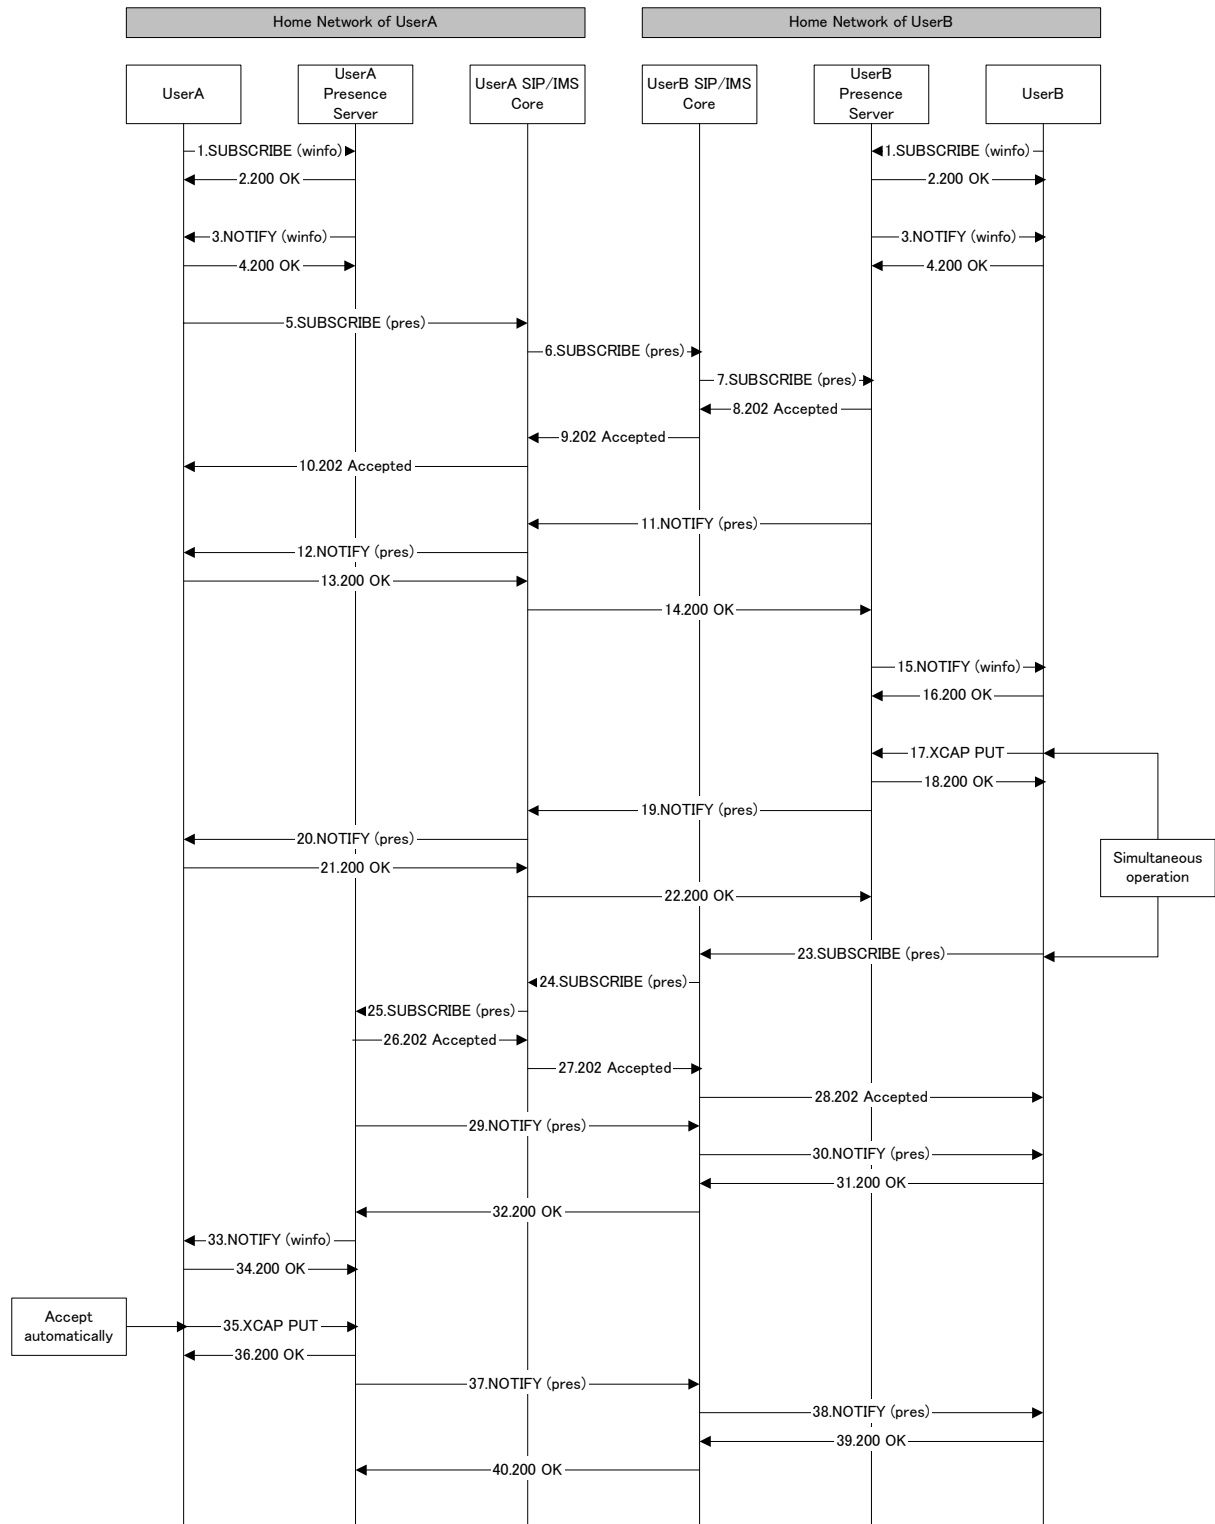 Home Network of UserA
Home Network of UserB
UserA
UserA
Presence
Server
UserA SIP/IMS
Core
UserB SIP/IMS
Core
UserB
Presence
Server
UserB
1.SUBSCRIBE (winfo)
1.SUBSCRIBE (winfo)
2.200 OK
2.200 OK
3.NOTIFY (winfo)
3.NOTIFY (winfo)
4.200 OK
4.200 OK
5.SUBSCRIBE (pres)
6.SUBSCRIBE (pres)
7.SUBSCRIBE (pres)
8.202 Accepted
9.202 Accepted
10.202 Accepted
11.NOTIFY (pres)
12.NOTIFY (pres)
13.200 OK
14.200 OK
15.NOTIFY (winfo)
16.200 OK
17.XCAP PUT
18.200 OK
19.NOTIFY (pres)
20.NOTIFY (pres)
21.200 OK
Simultaneous
operation
22.200 OK
23.SUBSCRIBE (pres)
24.SUBSCRIBE (pres)
25.SUBSCRIBE (pres)
26.202 Accepted
27.202 Accepted
28.202 Accepted
29.NOTIFY (pres)
30.NOTIFY (pres)
31.200 OK
32.200 OK
33.NOTIFY (winfo)
34.200 OK
Accept
automatically
35.XCAP PUT
36.200 OK
37.NOTIFY (pres)
38.NOTIFY (pres)
39.200 OK
40.200 OK